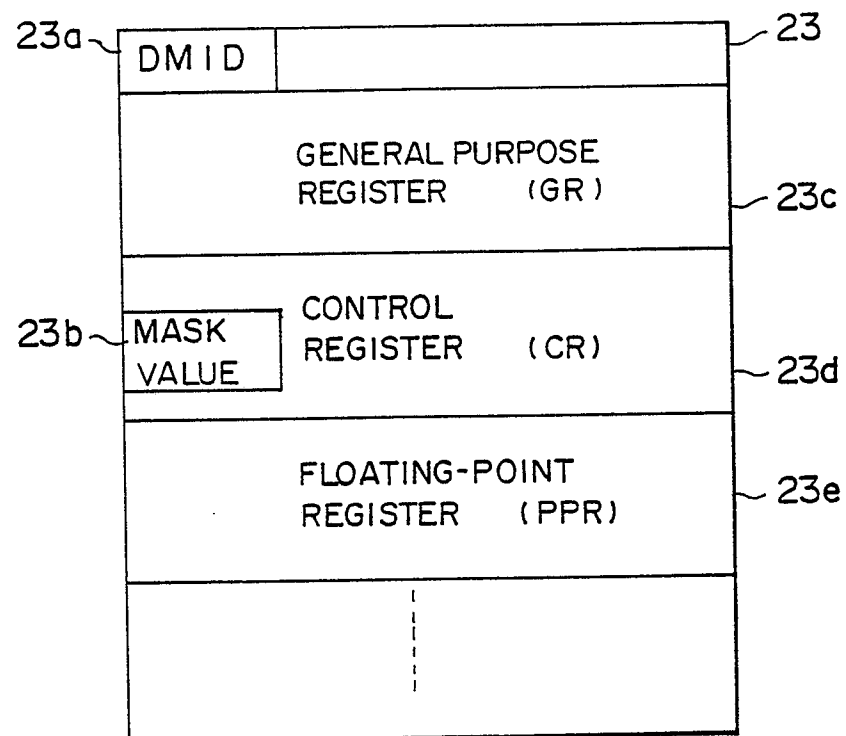 23a
DMID
23
GENERAL PURPOSE
REGISTER (GR)
23c
CONTROL
REGISTER (CR)
23b
MASK
VALUE
23d
FLOATING-POINT
REGISTER (PPR)
23e